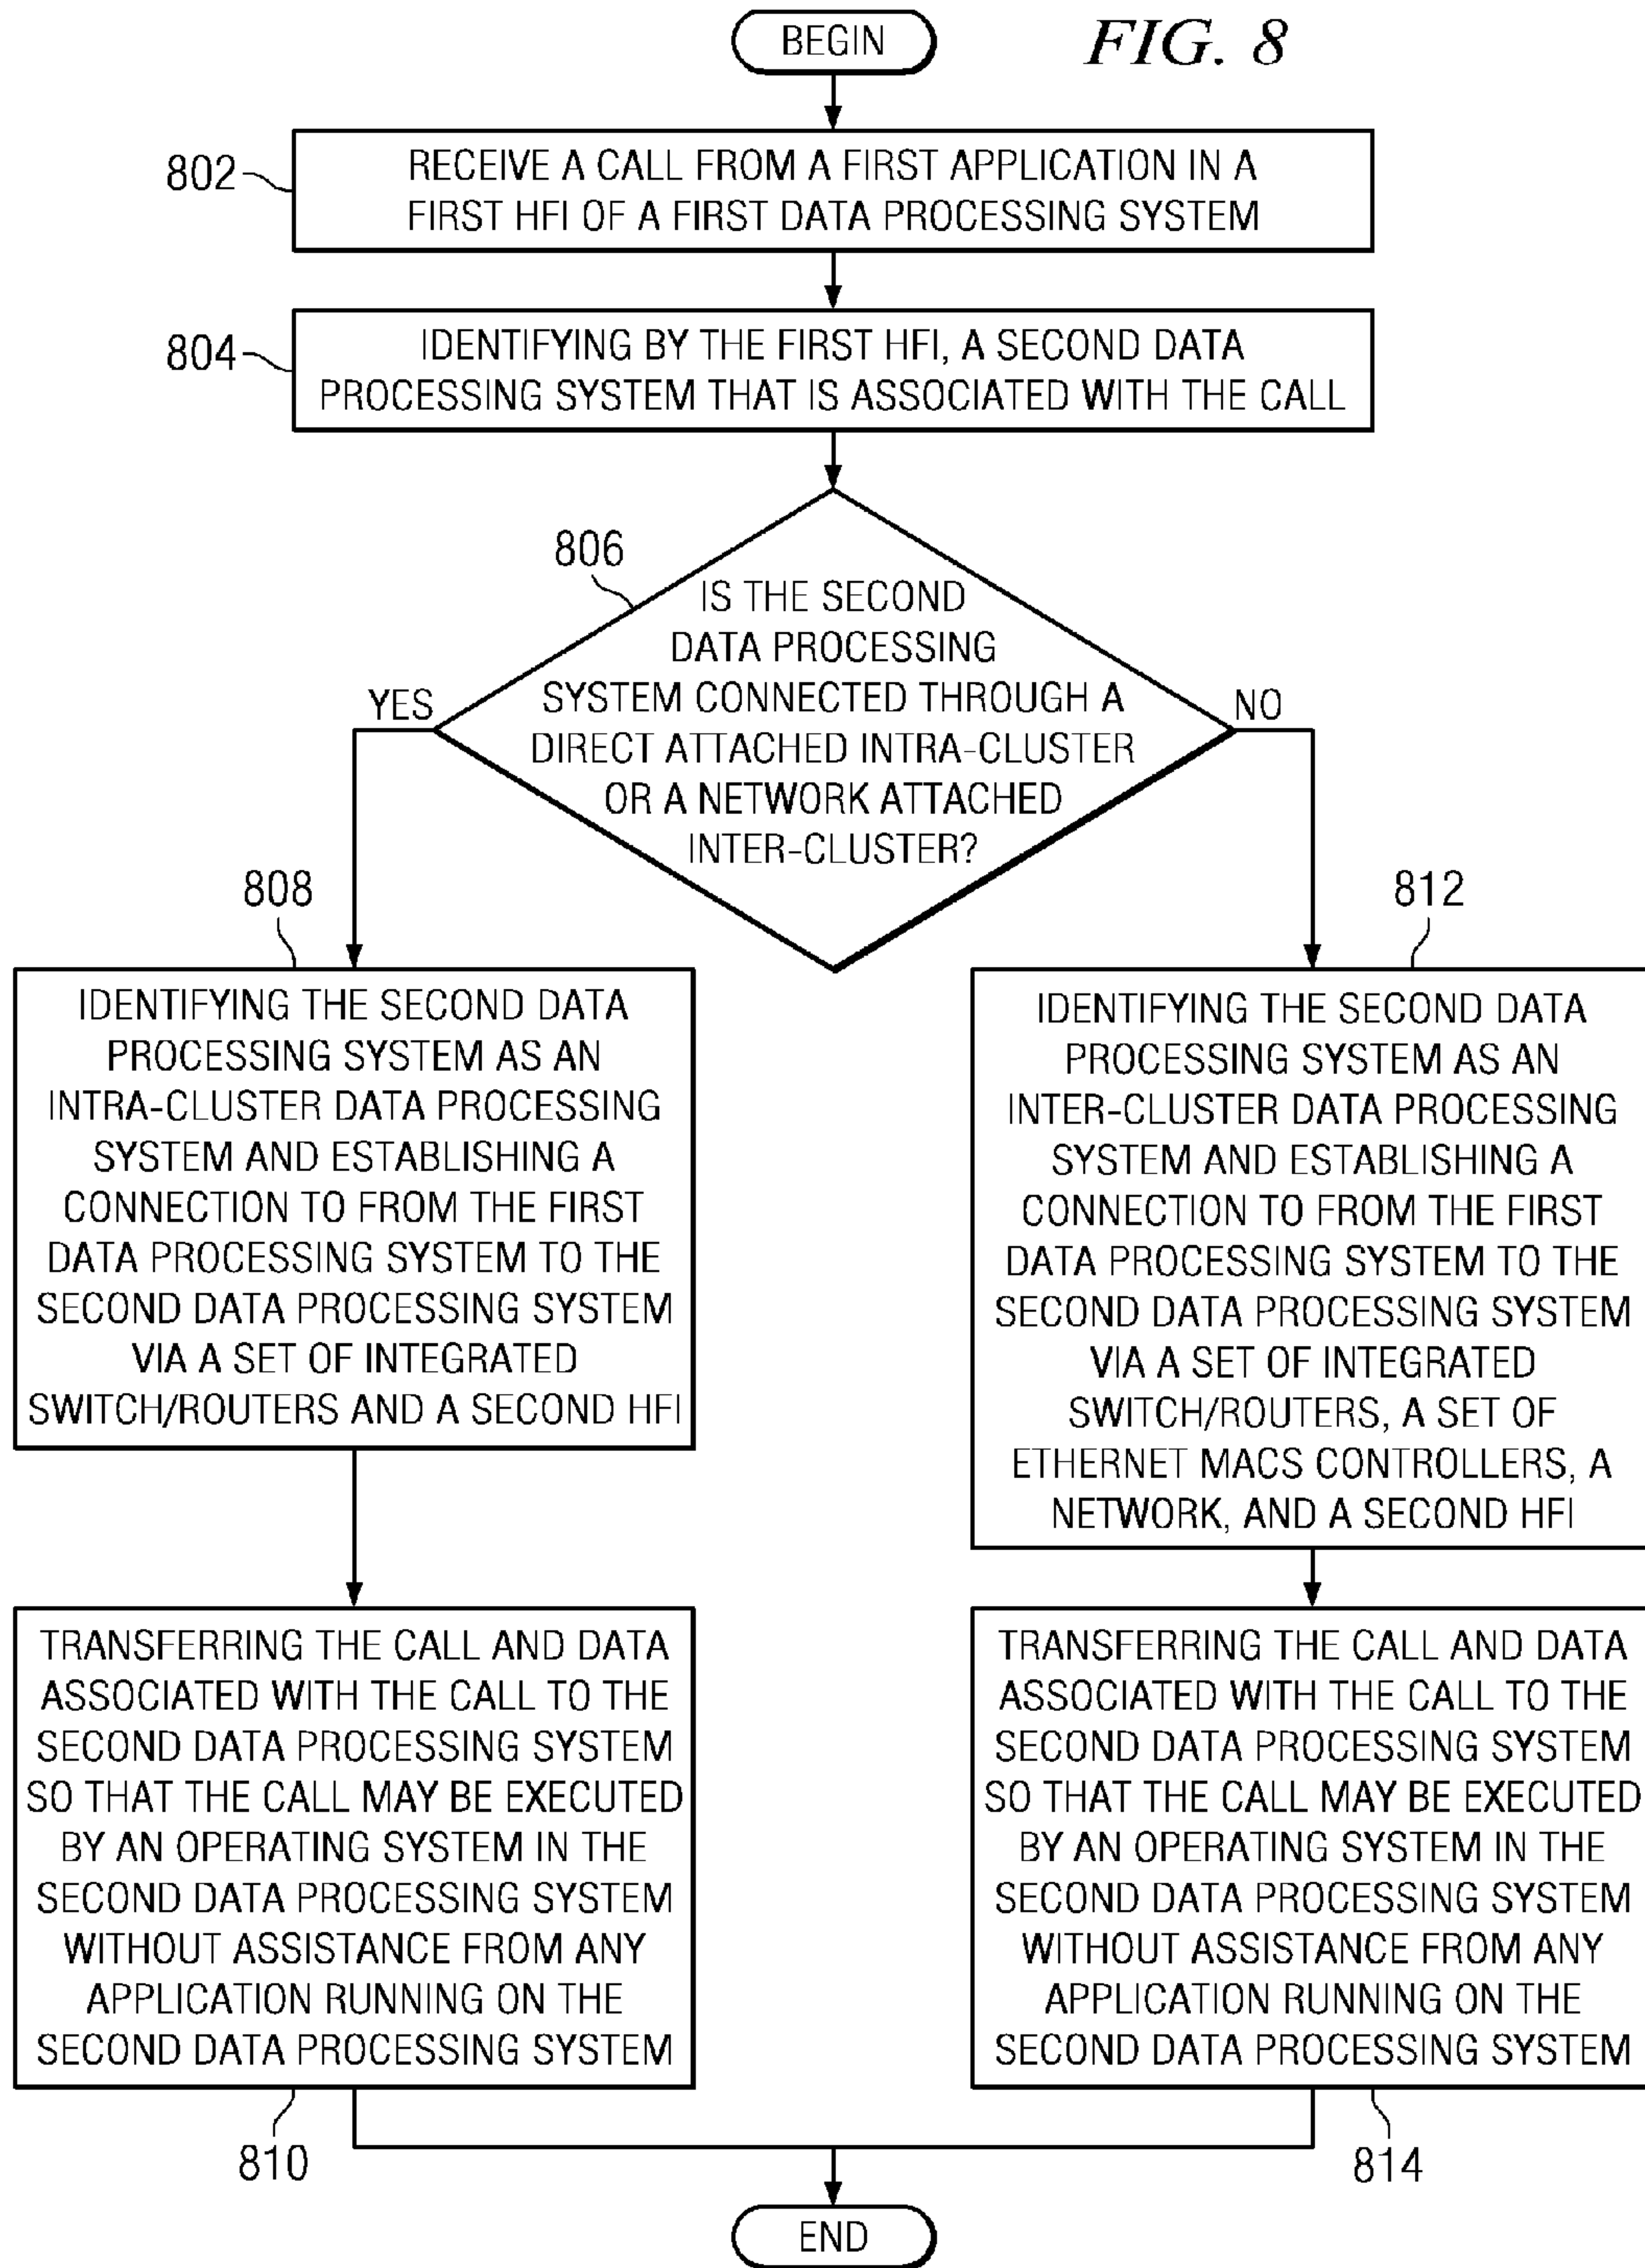 BEGIN
FIG. 8
802
RECEIVE A CALL FROM A FIRST APPLICATION IN A
FIRST HFI OF A FIRST DATA PROCESSING SYSTEM
804
IDENTIFYING BY THE FIRST HFI, A SECOND DATA
PROCESSING SYSTEM THAT IS ASSOCIATED WITH THE CALL
806
IS THE SECOND
DATA PROCESSING
SYSTEM CONNECTED THROUGH A
DIRECT ATTACHED INTRA-CLUSTER
OR A NETWORK ATTACHED
INTER-CLUSTER?
YES
NO
808
IDENTIFYING THE SECOND DATA
PROCESSING SYSTEM AS AN
INTRA-CLUSTER DATA PROCESSING
SYSTEM AND ESTABLISHING A
CONNECTION TO FROM THE FIRST
DATA PROCESSING SYSTEM TO THE
SECOND DATA PROCESSING SYSTEM
VIA A SET OF INTEGRATED
SWITCH/ROUTERS AND A SECOND HFI
812
IDENTIFYING THE SECOND DATA
PROCESSING SYSTEM AS AN
INTER-CLUSTER DATA PROCESSING
SYSTEM AND ESTABLISHING A
CONNECTION TO FROM THE FIRST
DATA PROCESSING SYSTEM TO THE
SECOND DATA PROCESSING SYSTEM
VIA A SET OF INTEGRATED
SWITCH/ROUTERS, A SET OF
ETHERNET MACS CONTROLLERS, A
NETWORK, AND A SECOND HFI
TRANSFERRING THE CALL AND DATA
ASSOCIATED WITH THE CALL TO THE
SECOND DATA PROCESSING SYSTEM
SO THAT THE CALL MAY BE EXECUTED
BY AN OPERATING SYSTEM IN THE
SECOND DATA PROCESSING SYSTEM
WITHOUT ASSISTANCE FROM ANY
APPLICATION RUNNING ON THE
SECOND DATA PROCESSING SYSTEM
810
TRANSFERRING THE CALL AND DATA
ASSOCIATED WITH THE CALL TO THE
SECOND DATA PROCESSING SYSTEM
SO THAT THE CALL MAY BE EXECUTED
BY AN OPERATING SYSTEM IN THE
SECOND DATA PROCESSING SYSTEM
WITHOUT ASSISTANCE FROM ANY
APPLICATION RUNNING ON THE
SECOND DATA PROCESSING SYSTEM
814
END